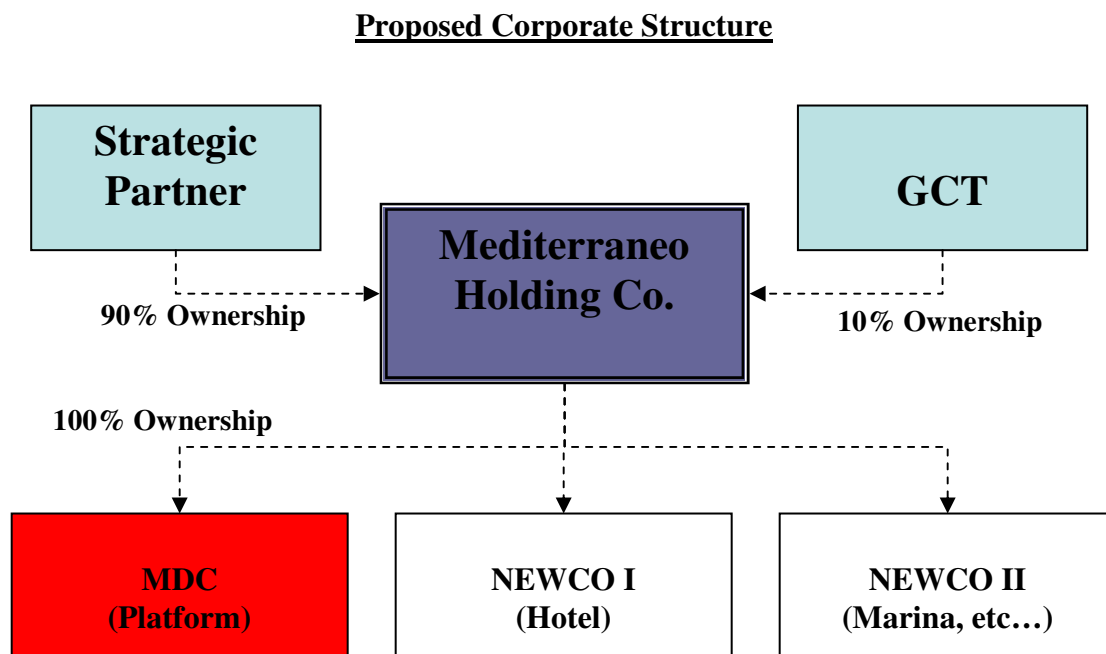 Proposed Corporate Structure
Strategic
Partner
GCT
Mediterraneo
Holding Co.
90% Ownership
10% Ownership
100% Ownership
MDC
(Platform)
NEWCO I
(Hotel)
NEWCO II
(Marina, etc…)